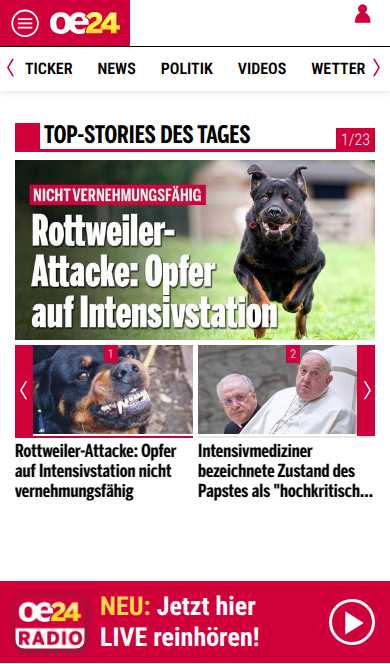 oe24
TICKER NEWS POLITIK VIDEOS WETTER
TOP-STORIES DES TAGES
1/23
NICHT VERNEHMUNGSFÄHIG
Rottweiler-
Attacke: Opfer
auf Intensivstation
1
2
Rottweiler-Attacke: Opfer
auf Intensivstation nicht
vernehmungsfähig
Intensivmediziner
bezeichnete Zustand des
Papstes als "hochkritisch...
oe24
RADIO
NEU: Jetzt hier
LIVE reinhören!